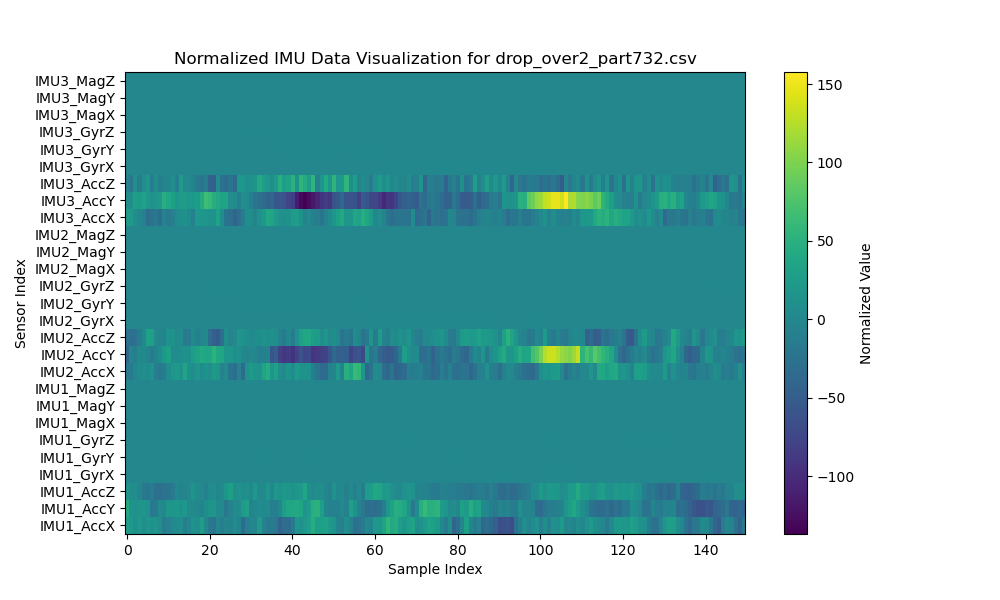 Normalized IMU Data Visualization for drop_over2_part732.csv
IMU3_MagZ
IMU3_MagY
IMU3_MagX
IMU3_GyrZ
IMU3_GyrY
IMU3_GyrX
IMU3_AccZ
IMU3_AccY
IMU3_AccX
IMU2_MagZ
IMU2_MagY
IMU2_MagX
IMU2_GyrZ
IMU2_GyrY
IMU2_GyrX
IMU2_AccZ
IMU2_AccY
IMU2_AccX
IMU1_MagZ
IMU1_MagY
IMU1_MagX
IMU1_GyrZ
IMU1_GyrY
IMU1_GyrX
IMU1_AccZ
IMU1_AccY
IMU1_AccX
Sensor Index
0 20 40 60 80 100 120 140
Sample Index
150
100
50
0
−50
−100
Normalized Value